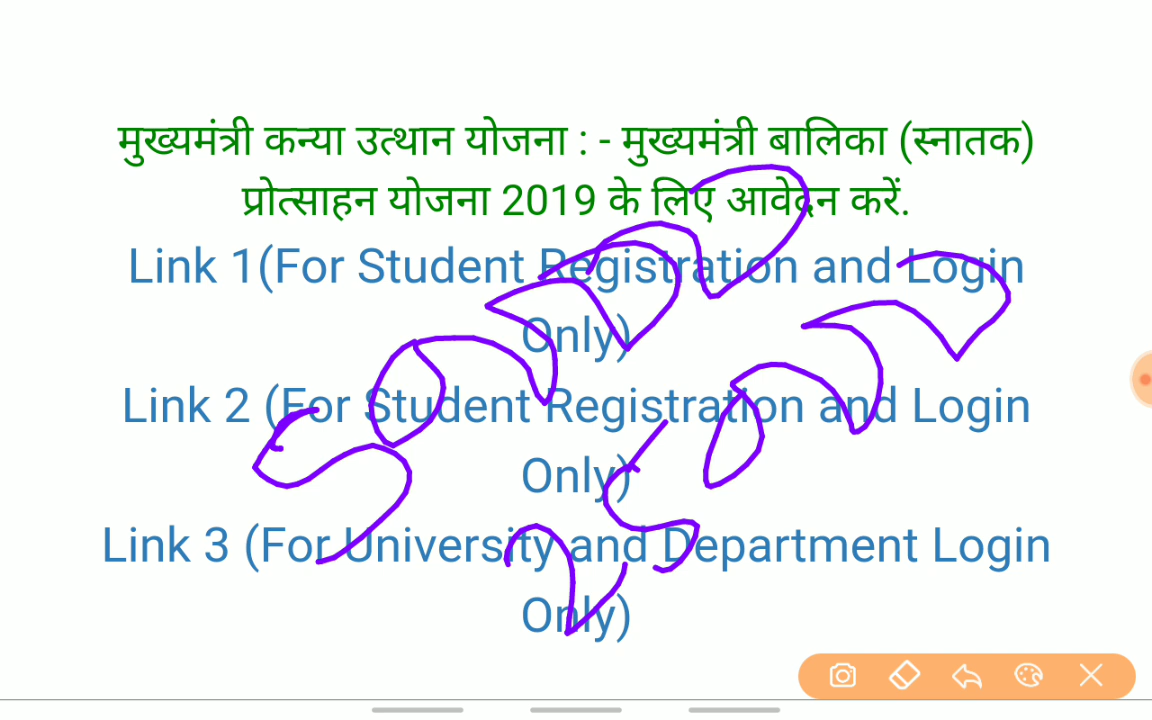 मुख्यमंत्री कन्या उत्थान योजना : - मुख्यमंत्री बालिका (स्नातक)
प्रोत्साहन योजना 2019 के लिए आवेदन करें.
Link 1(For Student Registration and Login
Only)
Link 2 (For Student Registration and Login
Only)
Link 3 (For University and Department Login
Only)